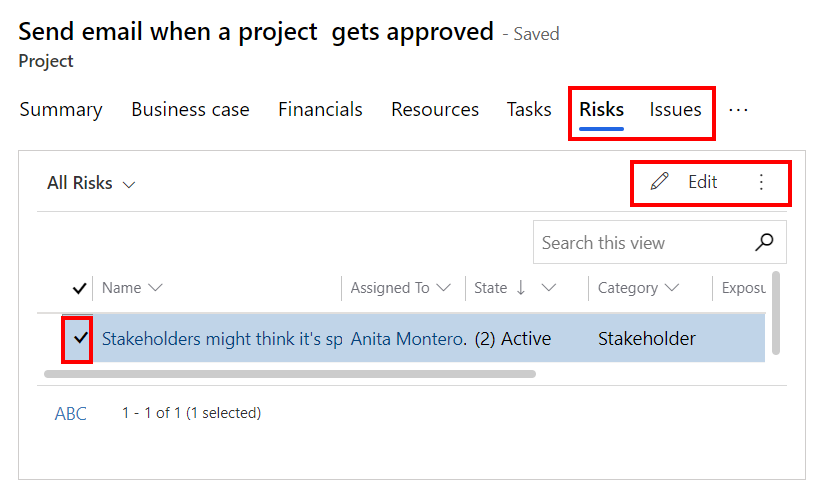 Send email when a project  gets approved - Saved
Project
Summary Business case Financials Resources Tasks Risks Issues ...
All Risks Edit
Search this view
Name Assigned To State Category Exposu
Stakeholders might think it's sp Anita Montero. (2) Active Stakeholder
ABC 1 - 1 of 1 (1 selected)